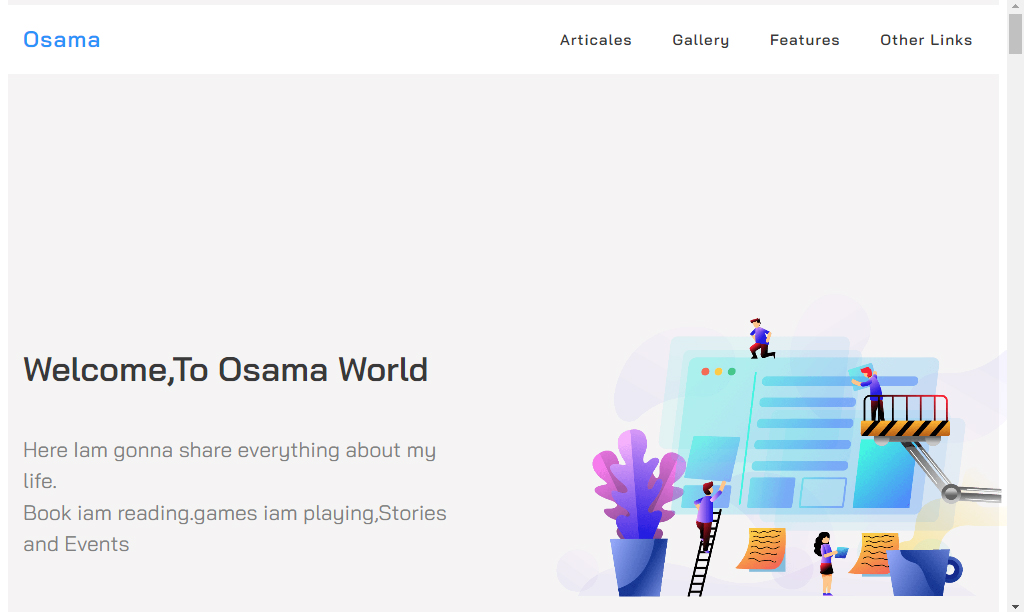 Osama
Articales Gallery Features Other Links
Welcome,To Osama World
Here Iam gonna share everything about my
life.
Book iam reading.games iam playing,Stories
and Events